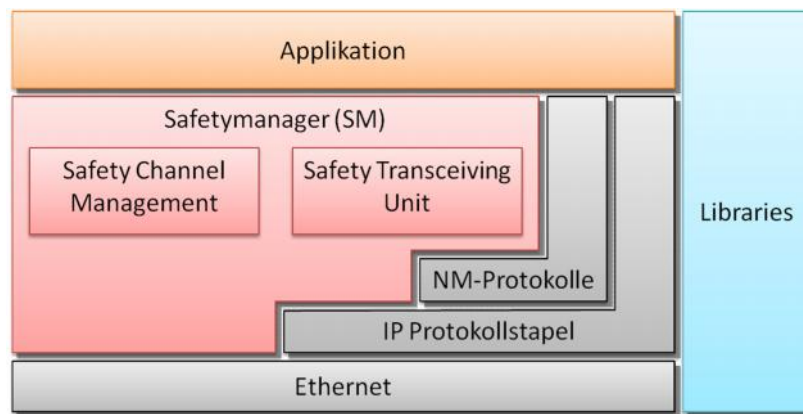 Applikation
Safetymanager (SM)
Safety Channel
Management
Safety Transceiving
Unit
Libraries
NM-Protokolle
IP Protokollstapel
Ethernet